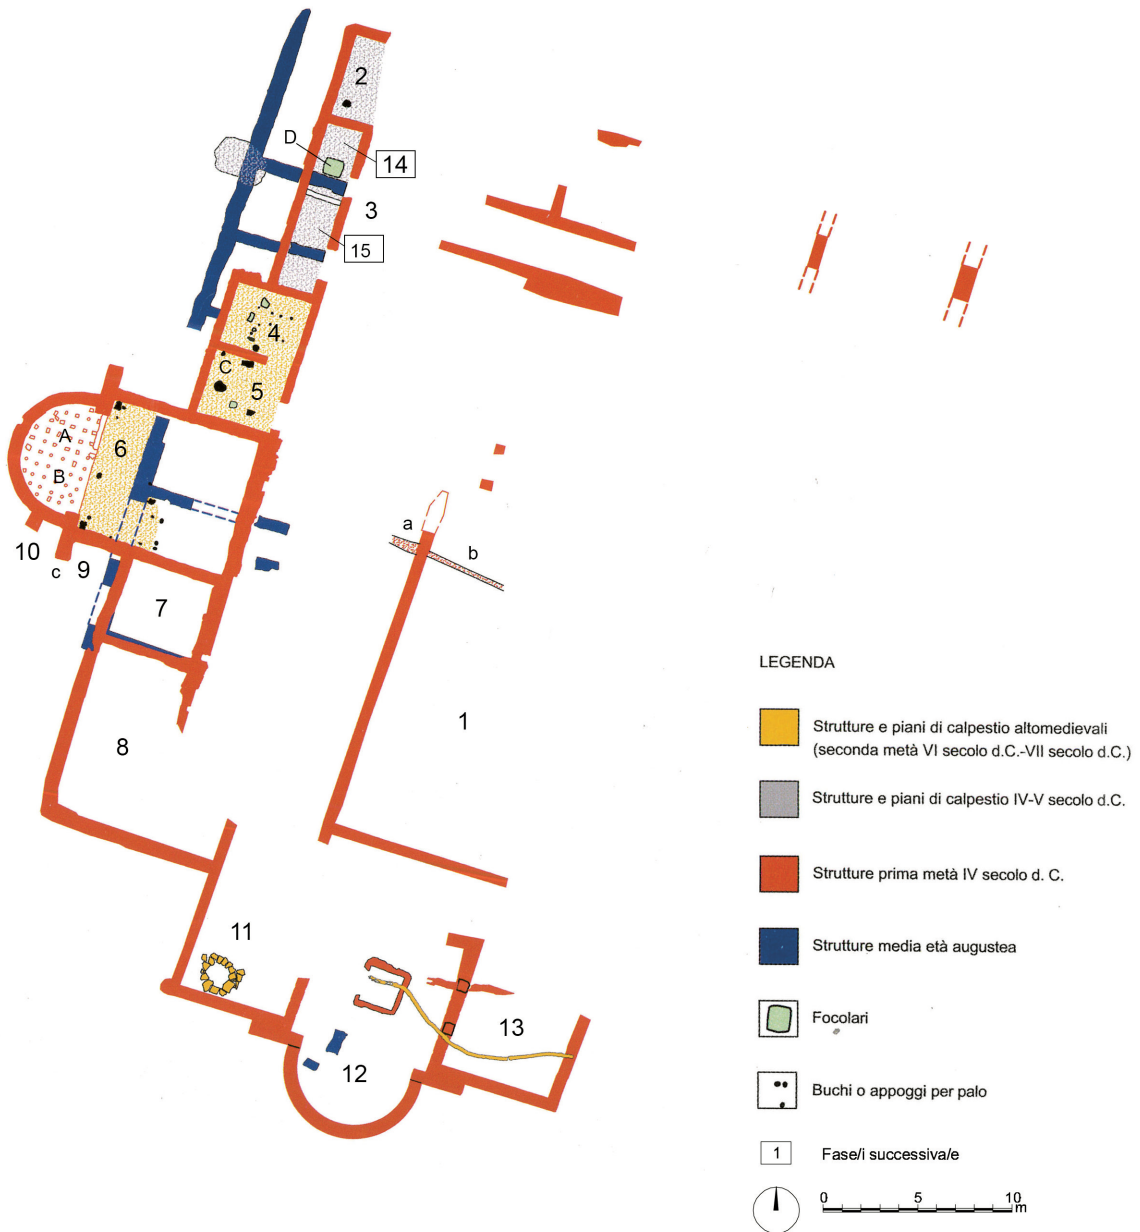 2
D
14
3
15
4
C
5
A
6
B
10
c
9
a
b
7
1
8
11
13
12
LEGENDA
Strutture e piani di calpestio altomedievali
(seconda metà VI secolo d.C.-VII secolo d.C.)
Strutture e piani di calpestio IV-V secolo d.C.
Strutture prima metà IV secolo d. C.
Strutture media età augustea
Focolari
Buchi o appoggi per palo
1 Fase/i successiva/e
0 5 10
m